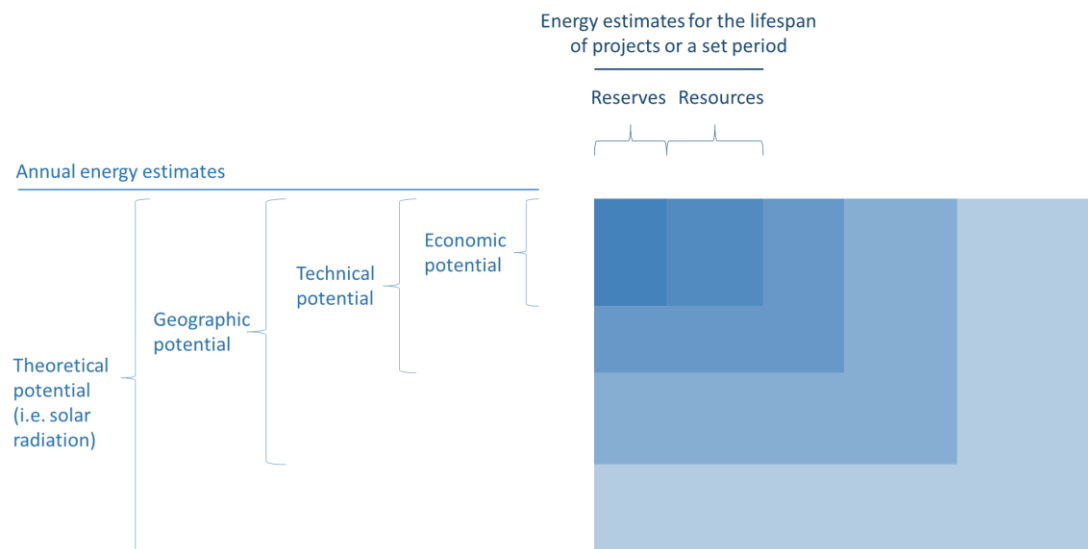 Energy estimates for the lifespan
of projects or a set period
Reserves Resources
Annual energy estimates
Economic
potential
Technical
potential
Geographic
potential
Theoretical
potential
(i.e. solar
radiation)